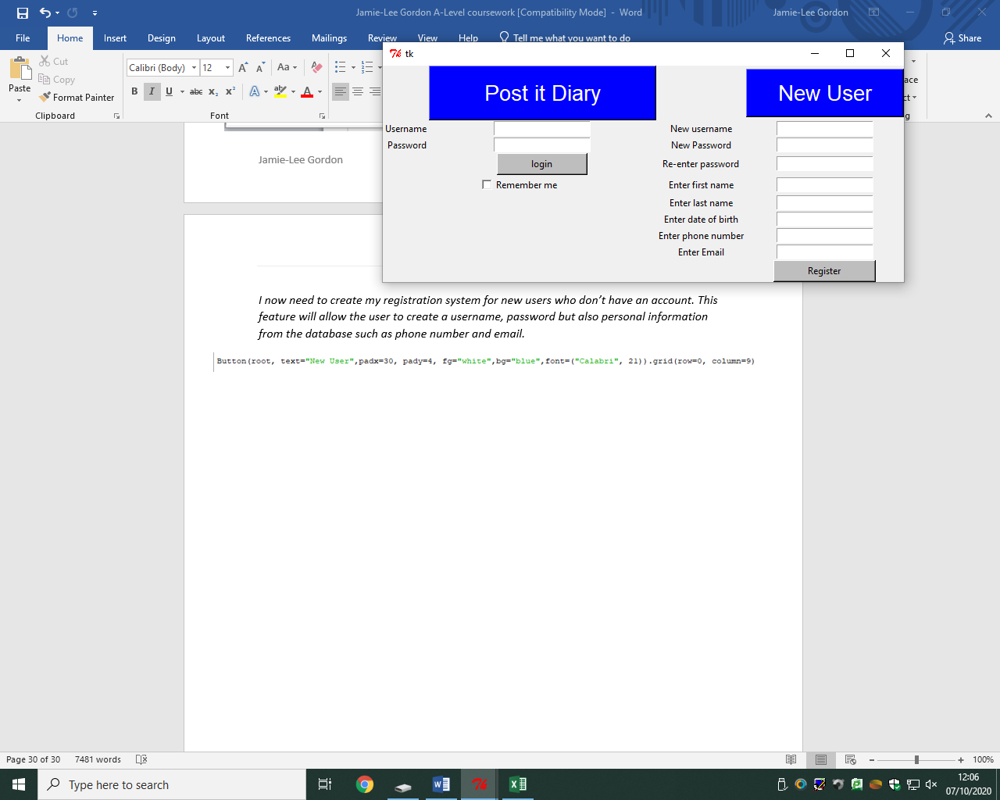 Jamie-Lee Gordon A-Level coursework [Compatibility Mode] - Word
Jamie-Lee Gordon
File Home Insert Design Layout References Mailings Review View Help Tell me what you want to do Share
Paste
Cut
Copy
Format Painter
Clipboard
Calibri (Body) 12
Aa
B I U abc x₂ x²
A ab A
Font
tk
Post it Diary
New User
Username
Password
login
Remember me
New username
New Password
Re-enter password
Enter first name
Enter last name
Enter date of birth
Enter phone number
Enter Email
Register
ace
ct
g
Jamie-Lee Gordon
I now need to create my registration system for new users who don’t have an account. This
feature will allow the user to create a username, password but also personal information
from the database such as phone number and email.
Button(root, text="New User",padx=30, pady=4, fg="white",bg="blue",font=("Calabri", 21)).grid(row=0, column=9)
Page 30 of 30 7481 words
100%
Type here to search
12:06
07/10/2020